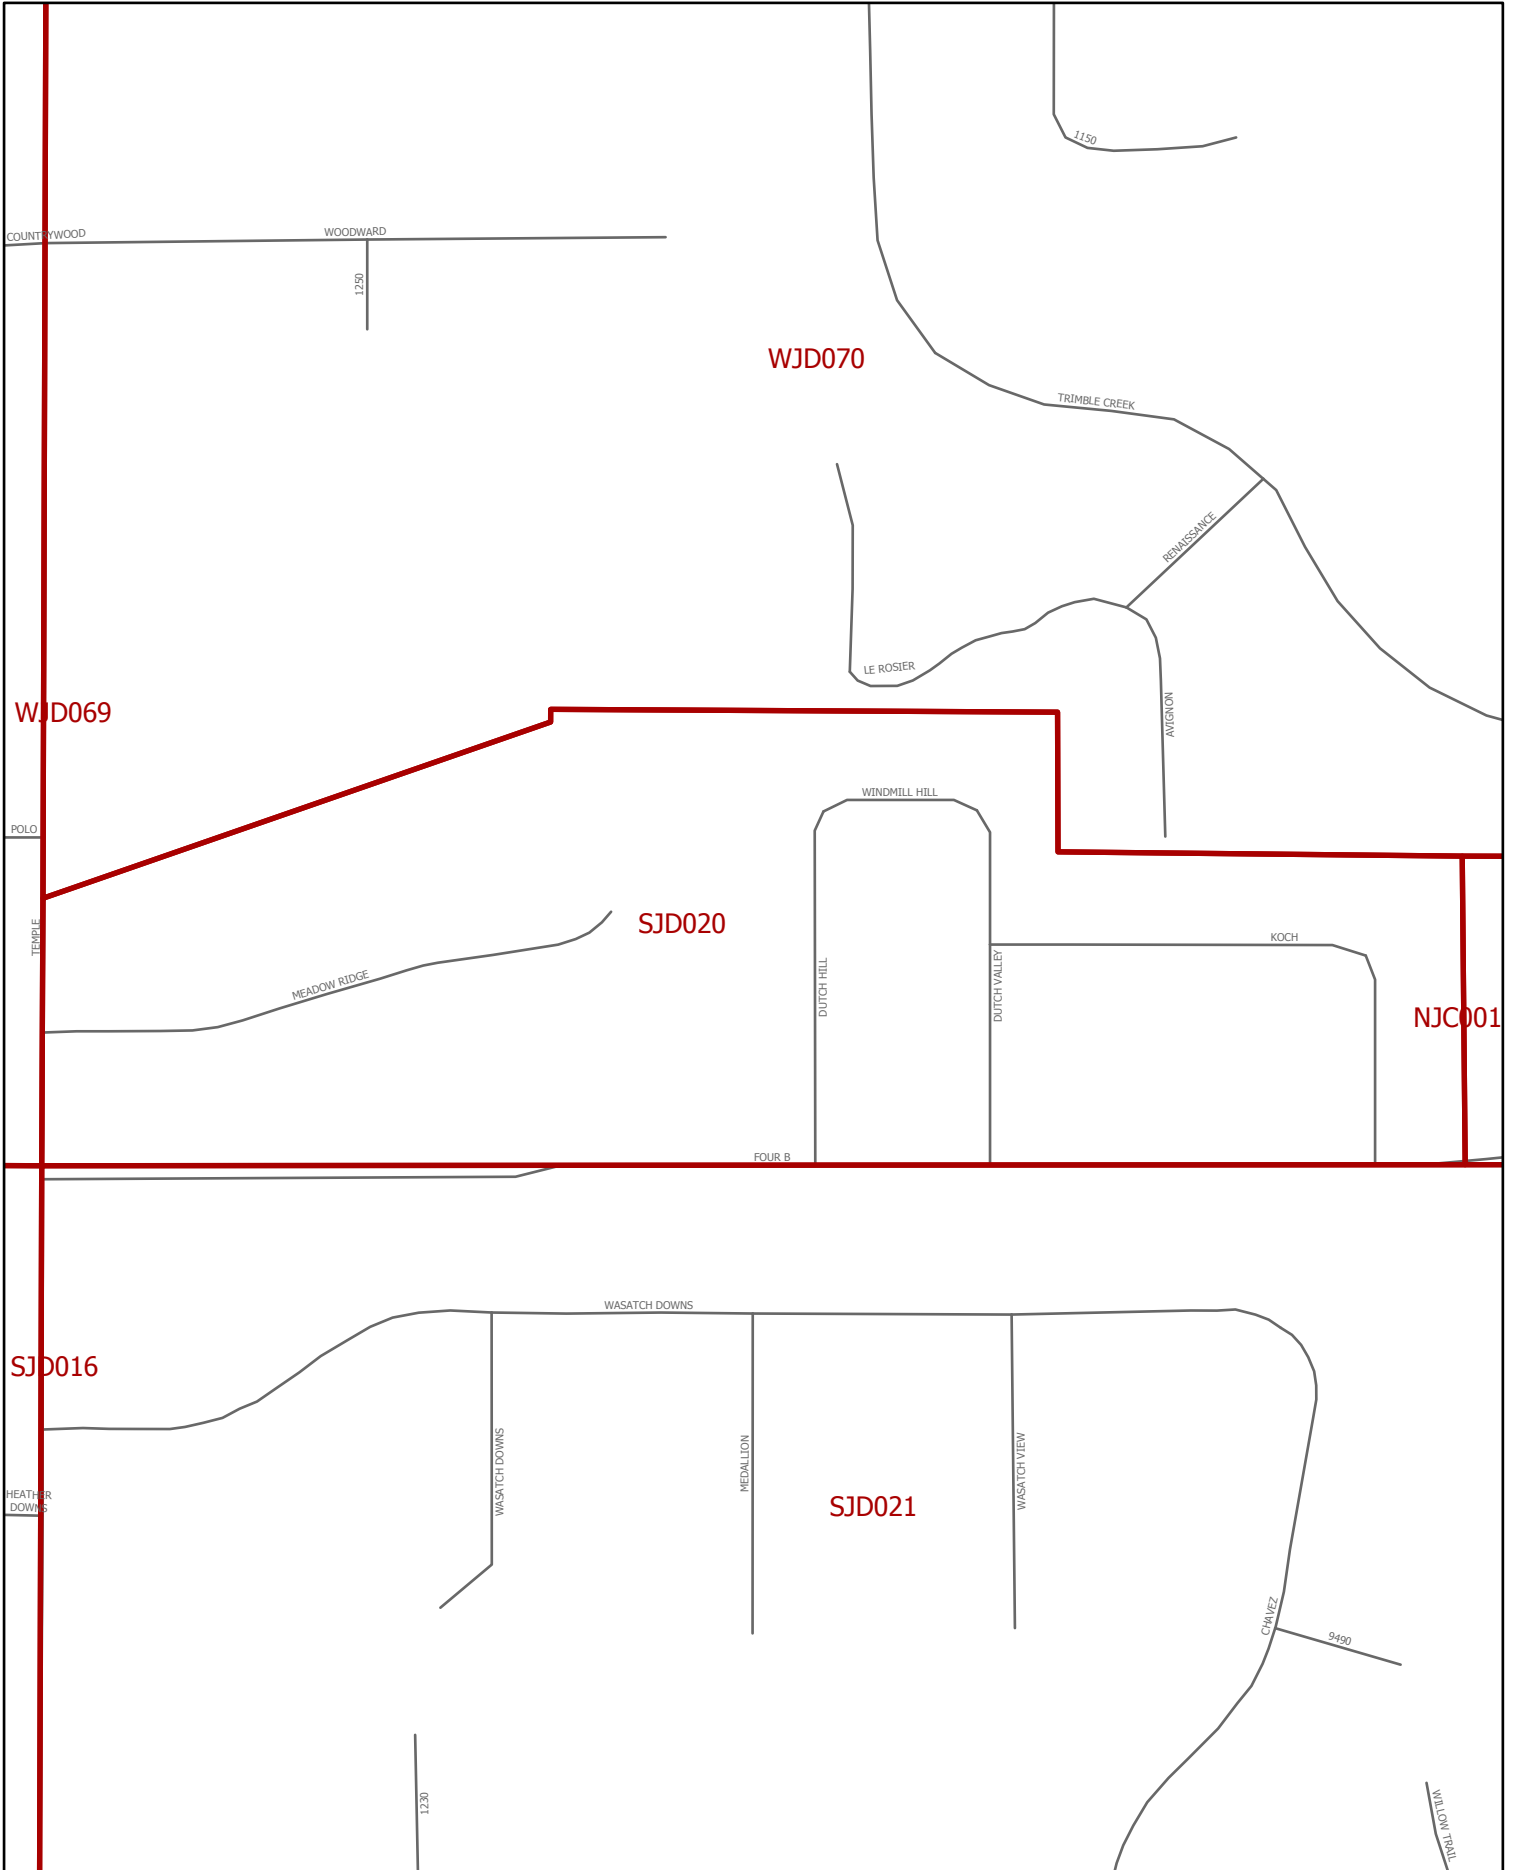 1150
COUNTRYWOOD
WOODWARD
1250
WJD070
TRIMBLE CREEK
RENAISSANCE
LE ROSIER
AVIGNON
WJD069
WINDMILL HILL
POLO
SJD020
TEMPLE
KOCH
MEADOW RIDGE
DUTCH HILL
DUTCH VALLEY
NJC001
FOUR B
WASATCH DOWNS
SJD016
WASATCH DOWNS
MEDALLION
WASATCH VIEW
HEATHER
DOWNS
SJD021
CHAVEZ
9490
1230
WILLOW TRAIL